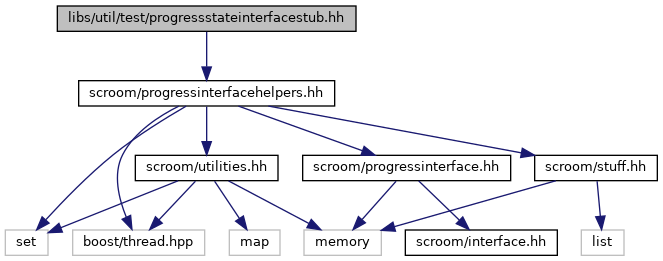 libs/util/test/progressstateinterfacestub.hh
scroom/progressinterfacehelpers.hh
scroom/utilities.hh
scroom/progressinterface.hh
scroom/stuff.hh
set
boost/thread.hpp
map
memory
scroom/interface.hh
list